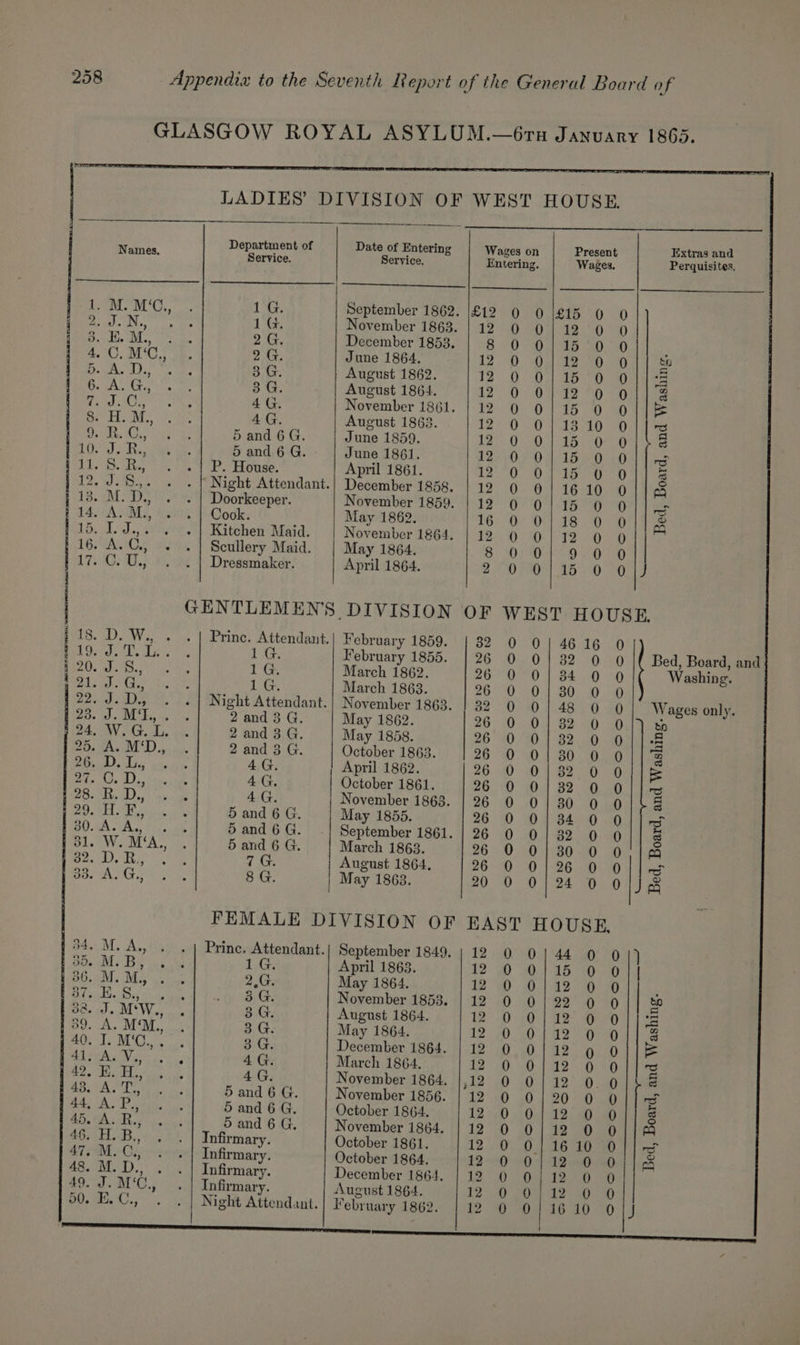 258 Appendix to the Seventh Report of the General Board of
GLASGOW ROYAL ASYLUM.—6TH JANUARY 1865.
LADIES' DIVISION OF WEST HOUSE.
Names. Department of Service. Date of Entering Service. Wages on Entering. Present Wages. Extras and Perquisites.
1. M. M'C., . 1 G. September 1862. £12 0 0 £15 0 0
2. J. N., . . 1 G. November 1863. 12 0 0 12 0 0
3. E. M., . . 2 G. December 1853. 8 0 0 15 0 0
4. C. M'C., . 2 G. June 1864. 12 0 0 12 0 0
5. A. D., . . 3 G. August 1862. 12 0 0 15 0 0
6. A. G., . . 3 G. August 1864. 12 0 0 12 0 0
7. J. C., . . 4 G. November 1861. 12 0 0 15 0 0
8. H. M., . . 4 G. August 1863. 12 0 0 13 10 0
9. R. C., . . 5 and 6 G. June 1859. 12 0 0 15 0 0
10. J. R., . . 5 and 6 G. June 1861. 12 0 0 15 0 0
11. S. R., . . P. House. April 1861. 12 0 0 15 0 0
12. J. S., . . Night Attendant. December 1858. 12 0 0 16 10 0
13. M. D., . . Doorkeeper. November 1859. 12 0 0 15 0 0
14. A. M., . . Cook. May 1862. 16 0 0 18 0 0
15. I. J., . . Kitchen Maid. November 1864. 12 0 0 12 0 0
16. A. C., . . Scullery Maid. May 1864. 8 0 0 9 0 0
17. C. U., . . Dressmaker. April 1864. 2 0 0 15 0 0
Bed, Board, and Washing.
GENTLEMEN'S DIVISION OF WEST HOUSE.
18. D. W., . . Princ. Attendant. February 1859. 32 0 0 46 16 0
19. J. T. L., . 1 G. February 1855. 26 0 0 32 0 0
20. J. S., . . 1 G. March 1862. 26 0 0 34 0 0
21. J. G., . . 1 G. March 1863. 26 0 0 30 0 0
Bed, Board, and Washing.
22. J. D., . . Night Attendant. November 1863. 32 0 0 48 0 0 Wages only.
23. J. M'I., . . 2 and 3 G. May 1862. 26 0 0 32 0 0
24. W. G. L. . 2 and 3 G. May 1858. 26 0 0 32 0 0
25. A. M'D., . 2 and 3 G. October 1863. 26 0 0 30 0 0
26. D. L., . . 4 G. April 1862. 26 0 0 32 0 0
27. C. D., . . 4 G. October 1861. 26 0 0 32 0 0
28. R. D., . . 4 G. November 1863. 26 0 0 30 0 0
29. H. F., . . 5 and 6 G. May 1855. 26 0 0 34 0 0
30. A. A., . . 5 and 6 G. September 1861. 26 0 0 32 0 0
31. W. M'A., . 5 and 6 G. March 1863. 26 0 0 30 0 0
32. D. R., . . 7 G. August 1864. 26 0 0 26 0 0
33. A. G., . . 8 G. May 1863. 20 0 0 24 0 0
Bed, Board, and Washing.
FEMALE DIVISION OF EAST HOUSE.
34. M. A., . . Princ. Attendant. September 1849. 12 0 0 44 0 0
35. M. B., . . 1 G. April 1863. 12 0 0 15 0 0
36. M. M., . . 2 G. May 1864. 12 0 0 12 0 0
37. E. S., . . 3 G. November 1853. 12 0 0 22 0 0
38. J. M'W., . 3 G. August 1864. 12 0 0 12 0 0
39. A. M'M., . 3 G. May 1864. 12 0 0 12 0 0
40. I. M'C., . . 3 G. December 1864. 12 0 0 12 0 0
41. A. V., . . 4 G. March 1864. 12 0 0 12 0 0
42. E. H., . . 4 G. November 1864. 12 0 0 12 0 0
43. A. T., . . 5 and 6 G. November 1856. 12 0 0 20 0 0
44. A. P., . . 5 and 6 G. October 1864. 12 0 0 12 0 0
45. A. R., . . 5 and 6 G. November 1864. 12 0 0 12 0 0
46. H. B., . . Infirmary. October 1861. 12 0 0 16 10 0
47. M. C., . . Infirmary. October 1864. 12 0 0 12 0 0
48. M. D., . . Infirmary. December 1864. 12 0 0 12 0 0
49. J. M'C., . Infirmary. August 1864. 12 0 0 12 0 0
50. E. C., . . Night Attendant. February 1862. 12 0 0 16 10 0
Bed, Board, and Washing.